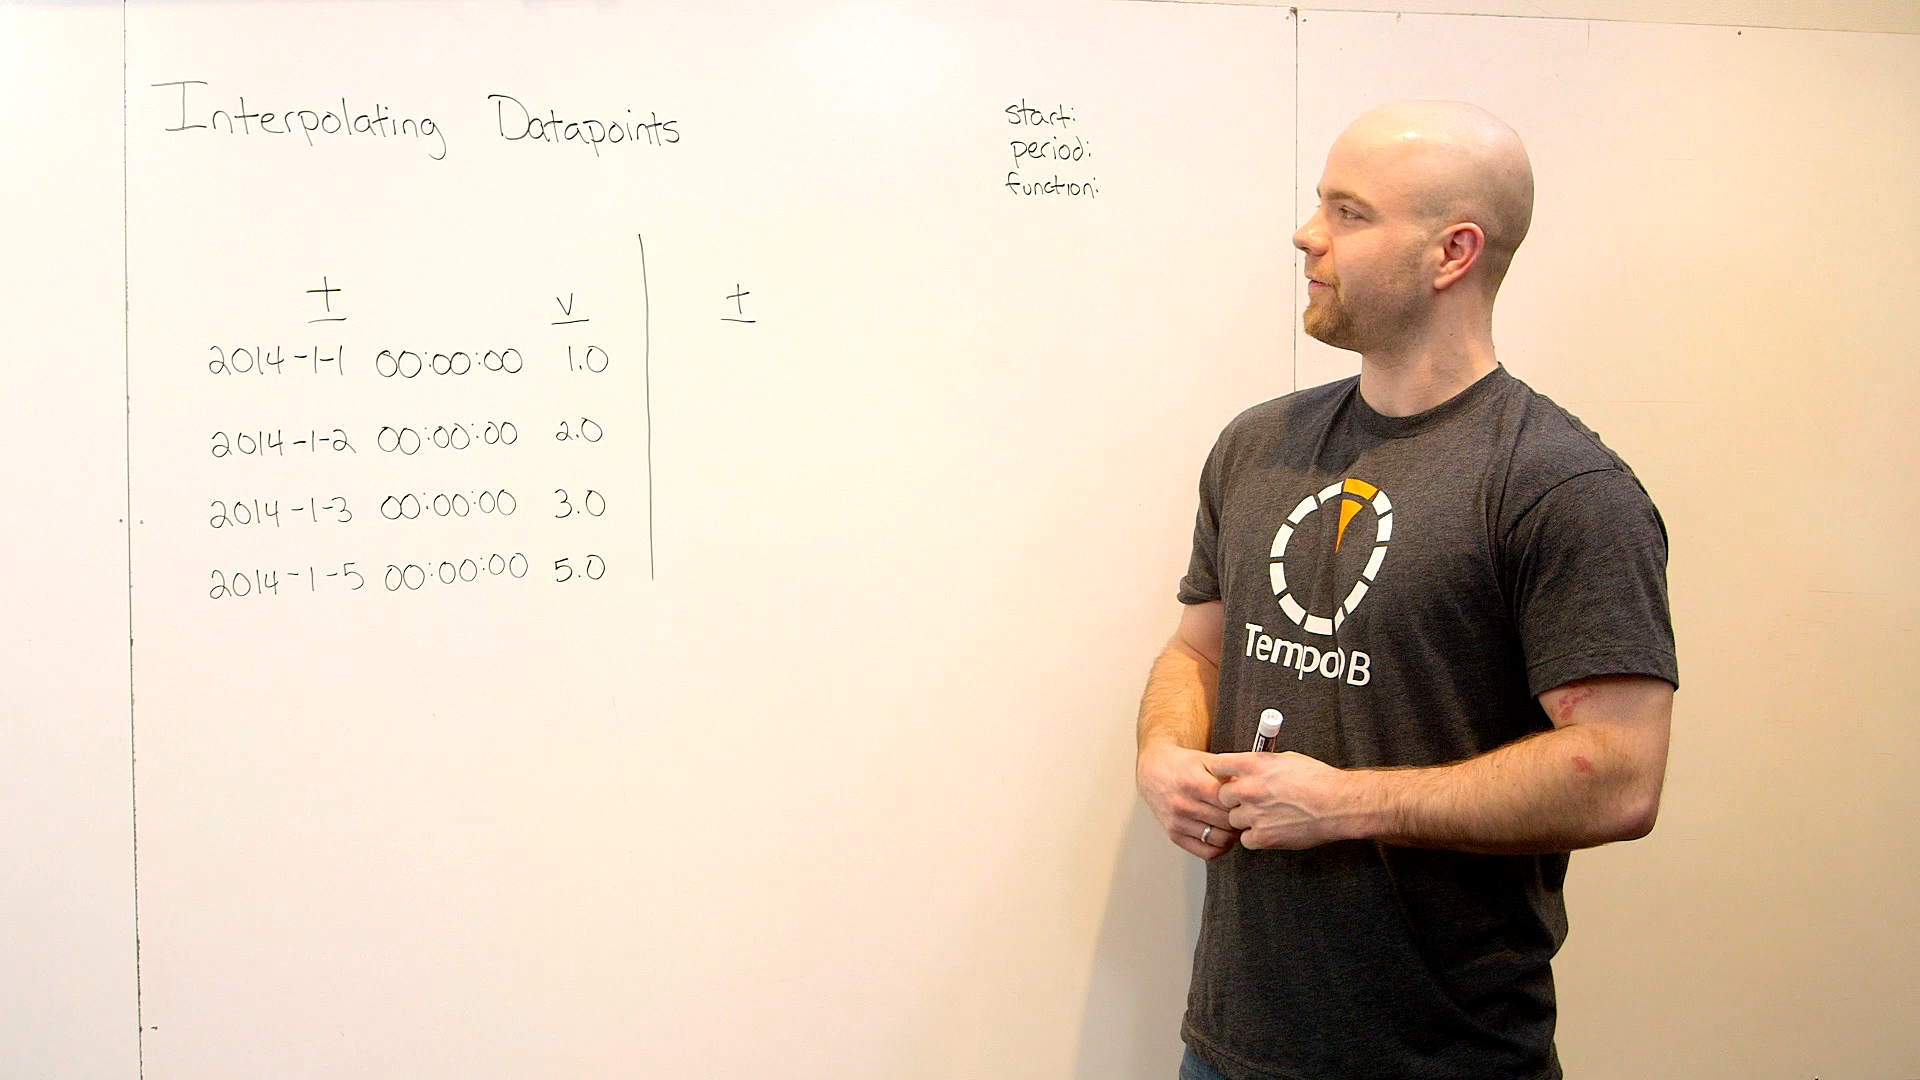 Interpolating Datapoints
start:
period:
function:
t v t
2014-1-1 00:00:00 1.0
2014-1-2 00:00:00 2.0
2014-1-3 00:00:00 3.0
2014-1-5 00:00:00 5.0
TempoDB